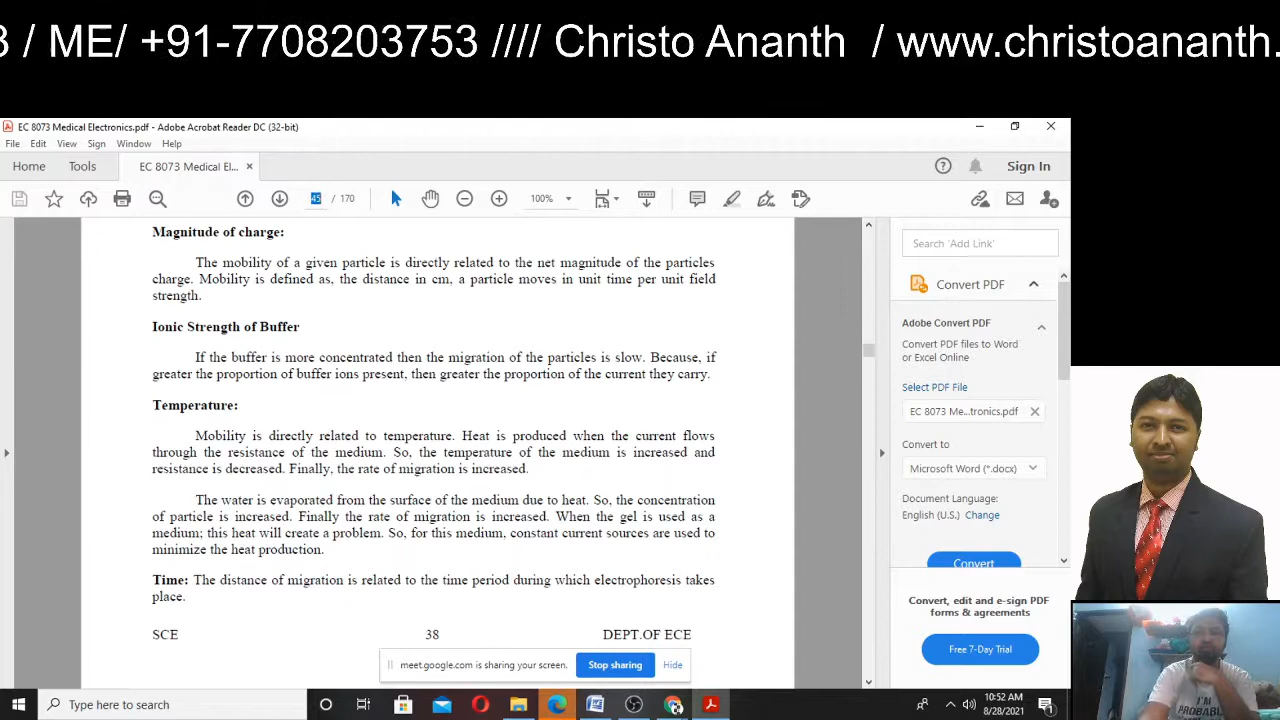 3 / ME/ +91-7708203753 //// Christo Ananth / www.christoananth.
EC 8073 Medical Electronics.pdf - Adobe Acrobat Reader DC (32-bit)
File Edit View Sign Window Help
Home Tools EC 8073 Medical El... × Sign In
45 / 170 100%
Magnitude of charge:
The mobility of a given particle is directly related to the net magnitude of the particles
charge. Mobility is defined as, the distance in cm, a particle moves in unit time per unit field
strength.
Ionic Strength of Buffer
If the buffer is more concentrated then the migration of the particles is slow. Because, if
greater the proportion of buffer ions present, then greater the proportion of the current they carry.
Temperature:
Mobility is directly related to temperature. Heat is produced when the current flows
through the resistance of the medium. So, the temperature of the medium is increased and
resistance is decreased. Finally, the rate of migration is increased.
The water is evaporated from the surface of the medium due to heat. So, the concentration
of particle is increased. Finally the rate of migration is increased. When the gel is used as a
medium; this heat will create a problem. So, for this medium, constant current sources are used to
minimize the heat production.
Time: The distance of migration is related to the time period during which electrophoresis takes
place.
SCE 38 DEPT.OF ECE
Search 'Add Link'
Convert PDF
Adobe Convert PDF
Convert PDF files to Word
or Excel Online
Select PDF File
EC 8073 Me...tronics.pdf
Convert to
Microsoft Word (*.docx)
Document Language:
English (U.S.) Change
Convert
Convert, edit and e-sign PDF
forms & agreements
Free 7-Day Trial
meet.google.com is sharing your screen. Stop sharing Hide
Type here to search
10:52 AM
8/28/2021
I'M
PROBABLY